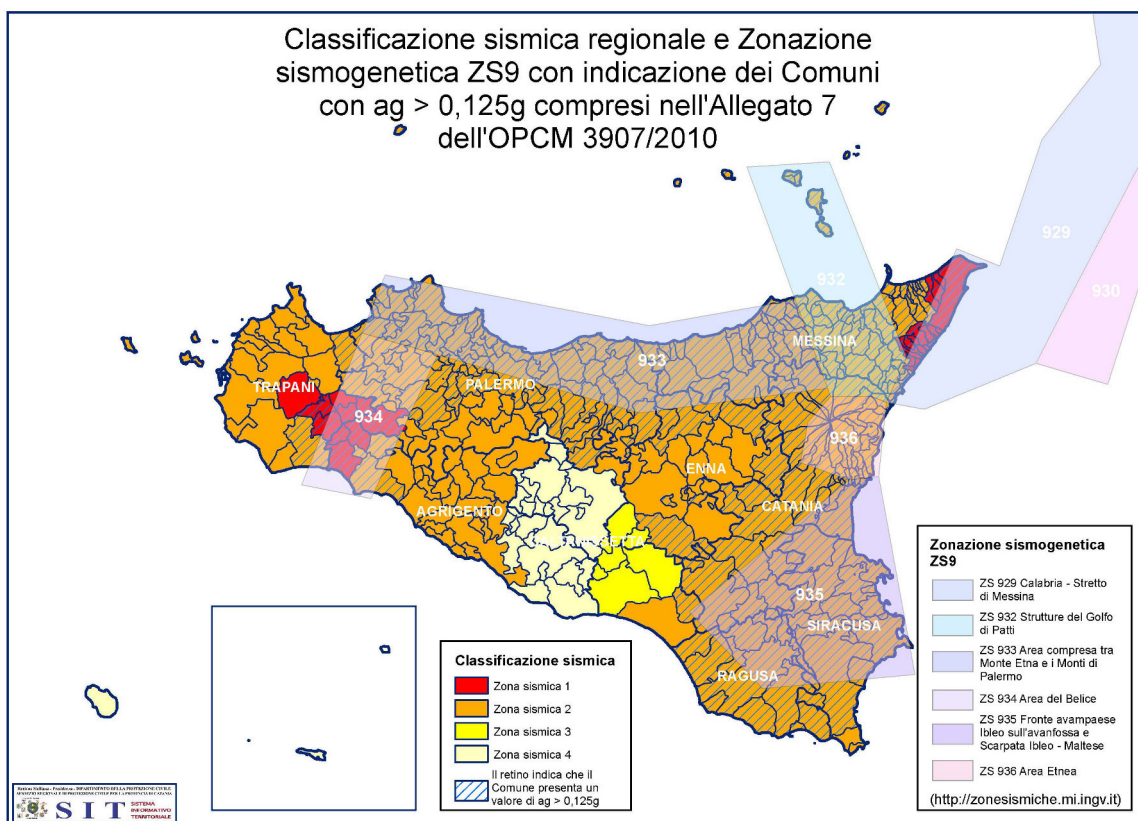 Classificazione sismica regionale e Zonazione
sismogenetica ZS9 con indicazione dei Comuni
con ag > 0,125g compresi nell'Allegato 7
dell'OPCM 3907/2010
929
932
930
MESSINA
933
PALERMO
TRAPANI
934
936
ENNA
CATANIA
AGRIGENTO
935
SIRACUSA
RAGUSA
Classificazione sismica
Zona sismica 1
Zona sismica 2
Zona sismica 3
Zona sismica 4
Il retino indica che il
Comune presenta un
valore di ag > 0,125g
Zonazione sismogenetica
ZS9
ZS 929 Calabria - Stretto
di Messina
ZS 932 Strutture del Golfo
di Patti
ZS 933 Area compresa tra
Monte Etna e i Monti di
Palermo
ZS 934 Area del Belice
ZS 935 Fronte avampaese
Ibleo sull'avanfossa e
Scarpata Ibleo - Maltese
ZS 936 Area Etnea
(http://zonesismiche.mi.ingv.it)
SIT
SISTEMA
INFORMATIVO
TERRITORIALE